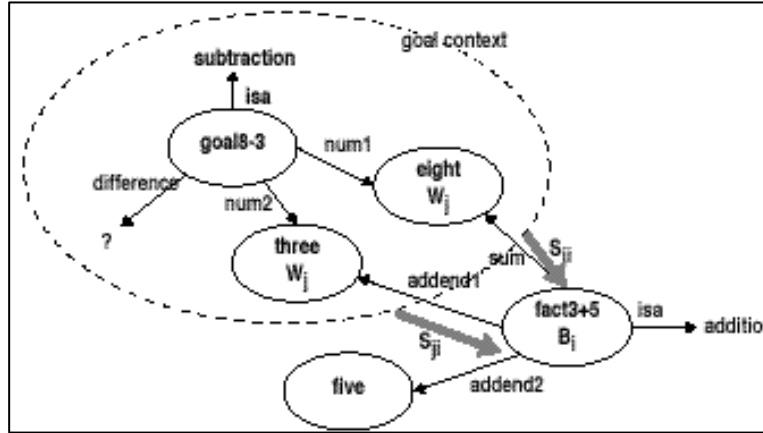 goal context
subtraction
isa
goal8-3
num1
eight
Wj
difference
num2
?
three
Wj
sum
Sji
addend1
fact3+5
Bi
isa
additio
Sji
five
addend2